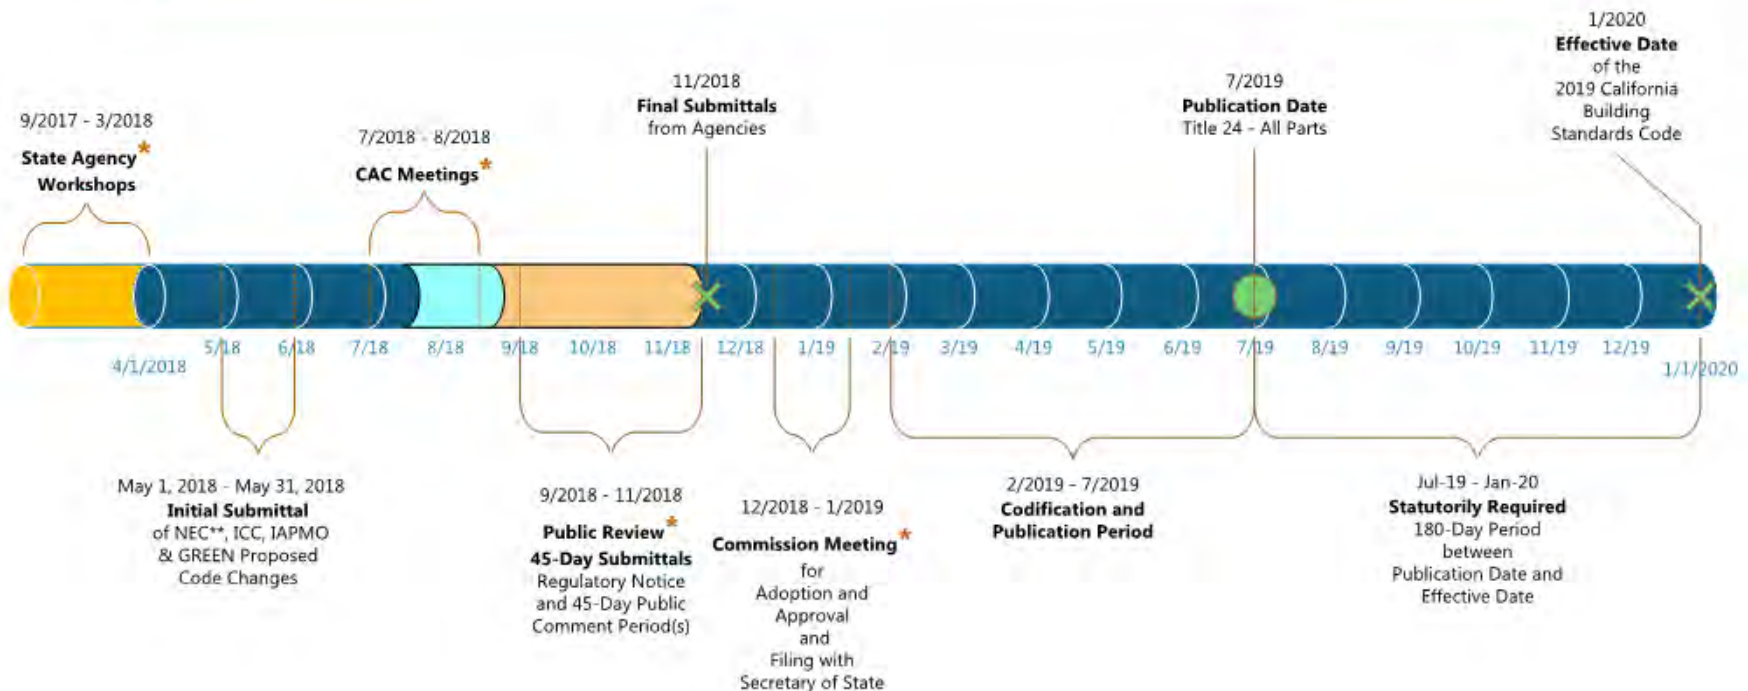 9/2017 - 3/2018
State Agency*
Workshops
7/2018 - 8/2018
CAC Meetings*
11/2018
Final Submittals
from Agencies
7/2019
Publication Date
Title 24 - All Parts
1/2020
Effective Date
of the
2019 California
Building
Standards Code
4/1/2018
5/18
6/18
7/18
8/18
9/18
10/18
11/18
12/18
1/19
2/19
3/19
4/19
5/19
6/19
7/19
8/19
9/19
10/19
11/19
12/19
1/1/2020
May 1, 2018 - May 31, 2018
Initial Submittal
of NEC**, ICC, IAPMO
& GREEN Proposed
Code Changes
9/2018 - 11/2018
Public Review*
45-Day Submittals
Regulatory Notice
and 45-Day Public
Comment Period(s)
12/2018 - 1/2019
Commission Meeting*
for
Adoption and
Approval
and
Filing with
Secretary of State
2/2019 - 7/2019
Codification and
Publication Period
Jul-19 - Jan-20
Statutorily Required
180-Day Period
between
Publication Date and
Effective Date